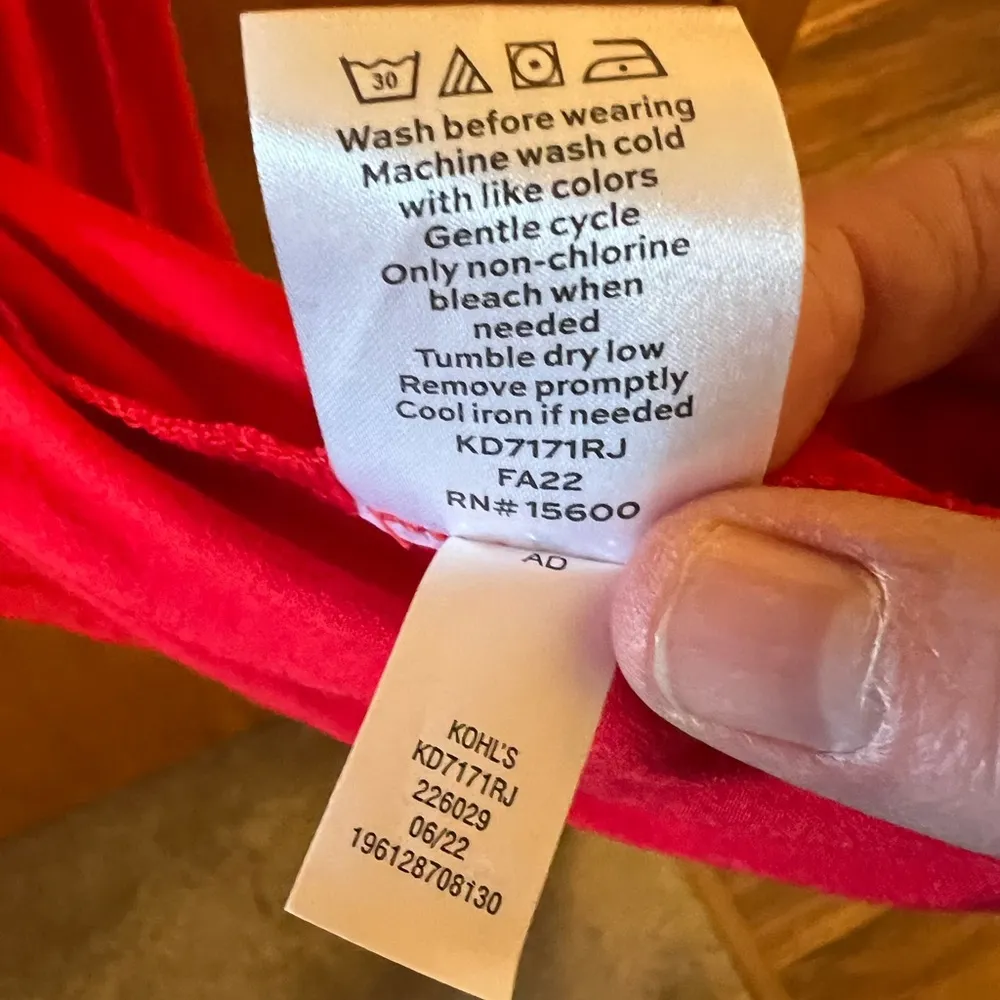 30
Wash before wearing
Machine wash cold
with like colors
Gentle cycle
Only non-chlorine
bleach when
needed
Tumble dry low
Remove promptly
Cool iron if needed
KD7171RJ
FA22
RN# 15600
AD
KOHL'S
KD7171RJ
226029
06/22
196128708130